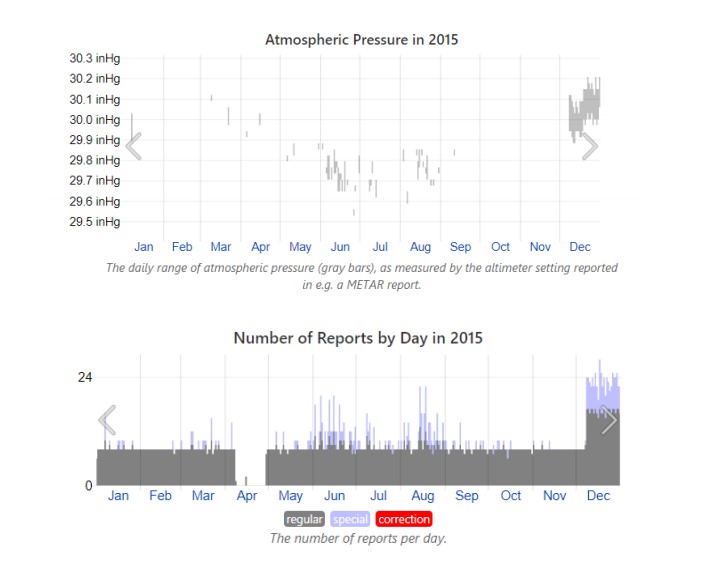 Atmospheric Pressure in 2015
30.3 inHg
30.2 inHg
30.1 inHg
30.0 inHg
29.9 inHg
29.8 inHg
29.7 inHg
29.6 inHg
29.5 inHg
Jan Feb Mar Apr May Jun Jul Aug Sep Oct Nov Dec
The daily range of atmospheric pressure (gray bars), as measured by the altimeter setting reported
in e.g. a METAR report.
Number of Reports by Day in 2015
24
0
Jan Feb Mar Apr May Jun Jul Aug Sep Oct Nov Dec
regular special correction
The number of reports per day.